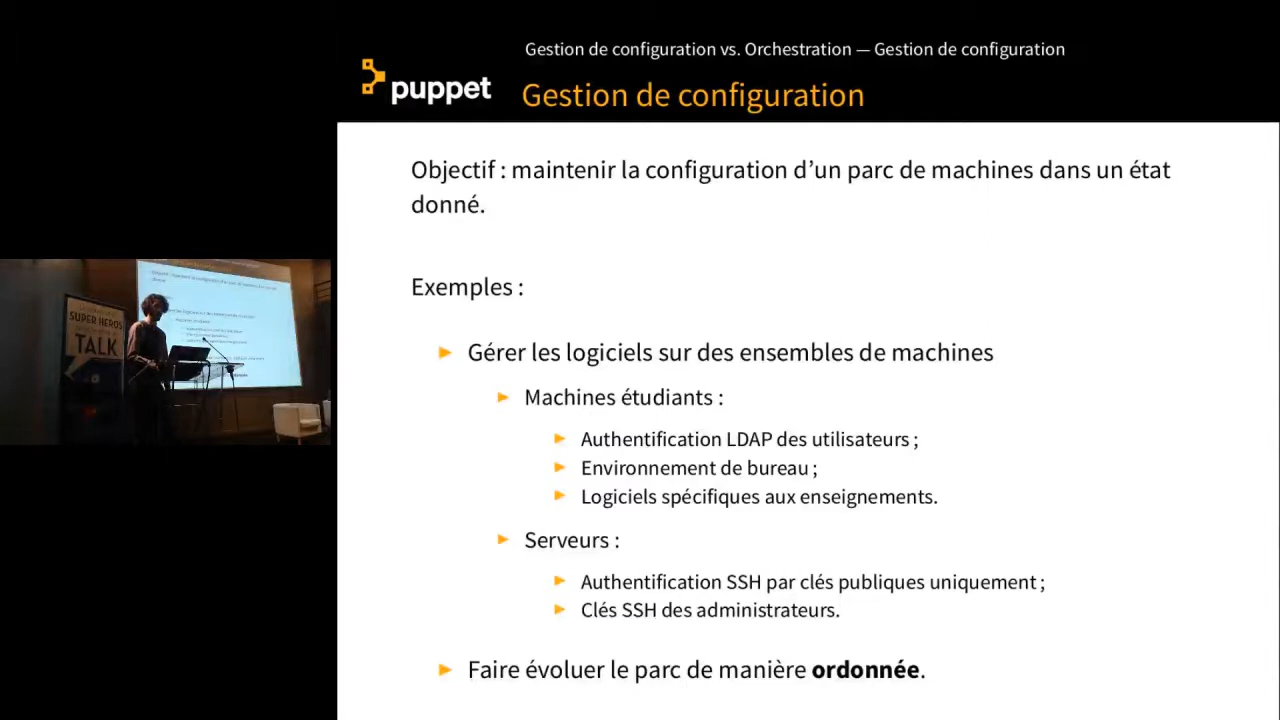 Gestion de configuration vs. Orchestration — Gestion de configuration
puppet
Gestion de configuration
Objectif : maintenir la configuration d’un parc de machines dans un état
donné.
Exemples :
Gérer les logiciels sur des ensembles de machines
Machines étudiants :
Authentification LDAP des utilisateurs ;
Environnement de bureau ;
Logiciels spécifiques aux enseignements.
Serveurs :
Authentification SSH par clés publiques uniquement ;
Clés SSH des administrateurs.
Faire évoluer le parc de manière ordonnée.
SUPER HEROS
TALK